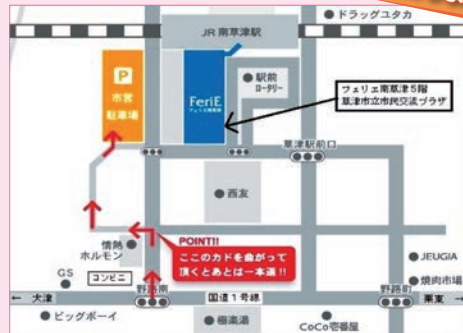 ドラッグユタカ
JR 南草津駅
P
市営
駐車場
FeriE
フェリエ南草津
駅前
ロータリー
フェリエ南草津5階
草津市立市民交流プラザ
草津駅前口
西友
情熱
ホルモン
POINT!!
ここのカドを曲がって
頂くとあとは一本道!!
GS
コンビニ
JEUGIA
焼肉市場
← 大津
野路南
国道1号線
野路町
栗東 →
ビッグボーイ
極楽湯
CoCo壱番屋